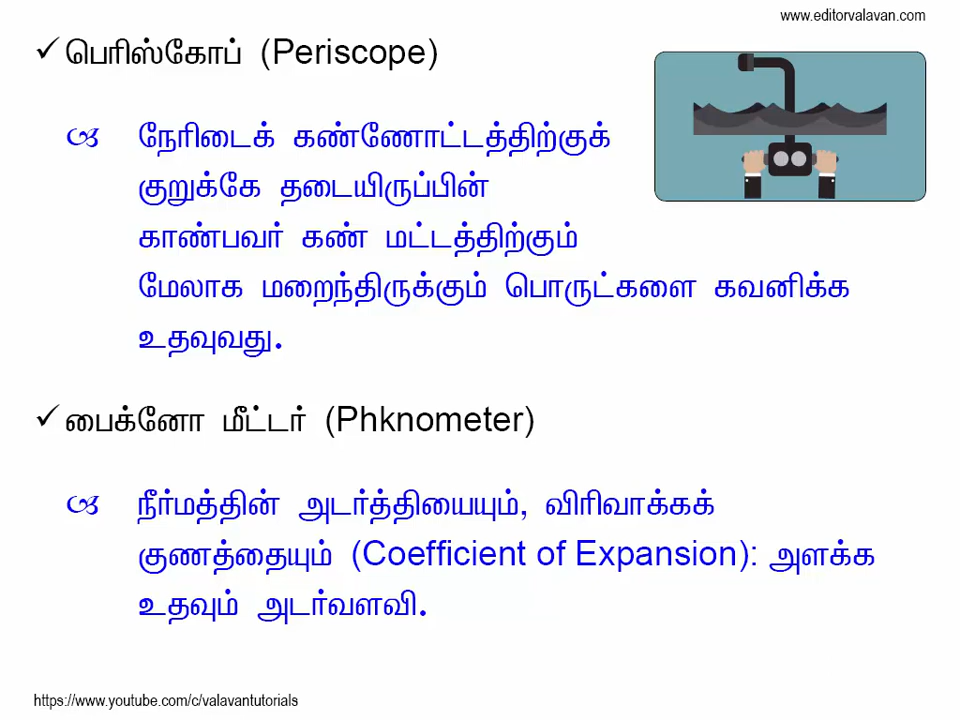 www.editorvalavan.com
பெரிஸ்கோப் (Periscope)
நேரிடைக் கண்ணோட்டத்திற்குக்
குறுக்கே தடையிருப்பின்
காண்பவர் கண் மட்டத்திற்கும்
மேலாக மறைந்திருக்கும் பொருட்களை கவனிக்க
உதவுவது.
பைக்னோ மீட்டர் (Phknometer)
நீர்மத்தின் அடர்த்தியையும், விரிவாக்கக்
குணத்தையும் (Coefficient of Expansion): அளக்க
உதவும் அடர்வளவி.
https://www.youtube.com/c/valavantutorials